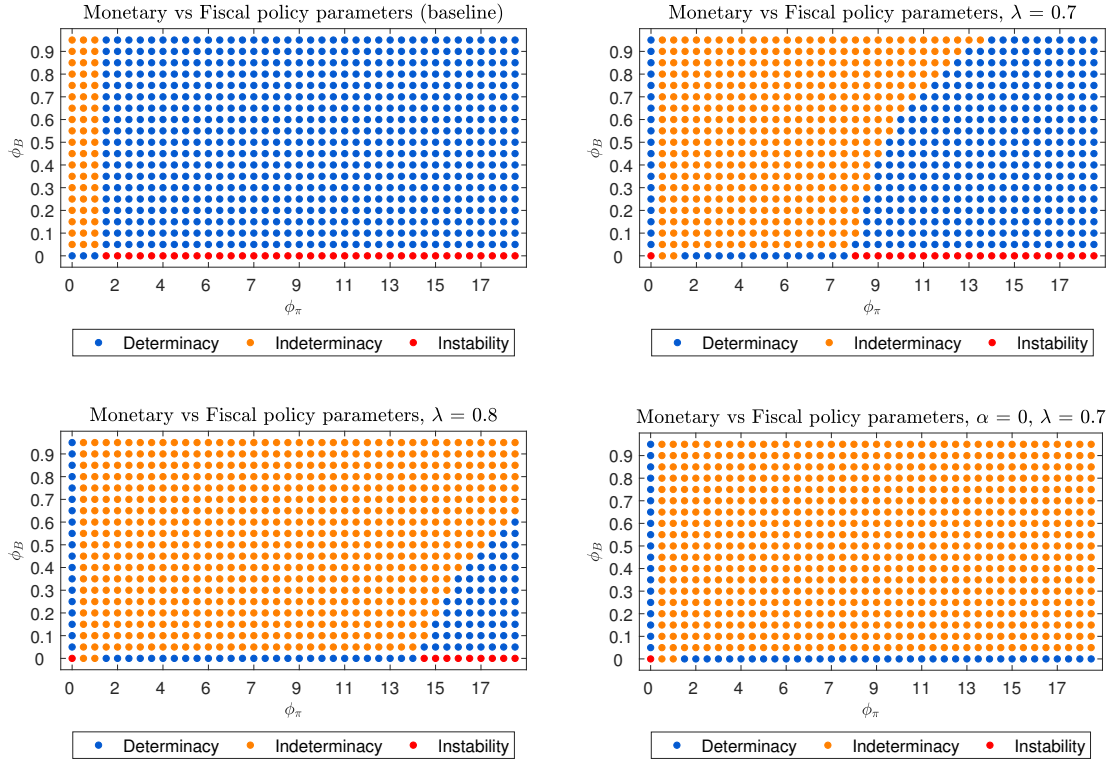 Monetary vs Fiscal policy parameters (baseline)
0.9
0.8
0.7
0.6
0.5
0.4
0.3
0.2
0.1
0
ϕ_B
0 2 4 6 7 9 11 13 15 17
ϕ_π
Determinacy Indeterminacy Instability
Monetary vs Fiscal policy parameters, λ = 0.7
0.9
0.8
0.7
0.6
0.5
0.4
0.3
0.2
0.1
0
ϕ_B
0 2 4 6 7 9 11 13 15 17
ϕ_π
Determinacy Indeterminacy Instability
Monetary vs Fiscal policy parameters, λ = 0.8
0.9
0.8
0.7
0.6
0.5
0.4
0.3
0.2
0.1
0
ϕ_B
0 2 4 6 7 9 11 13 15 17
ϕ_π
Determinacy Indeterminacy Instability
Monetary vs Fiscal policy parameters, α = 0, λ = 0.7
0.9
0.8
0.7
0.6
0.5
0.4
0.3
0.2
0.1
0
ϕ_B
0 2 4 6 7 9 11 13 15 17
ϕ_π
Determinacy Indeterminacy Instability